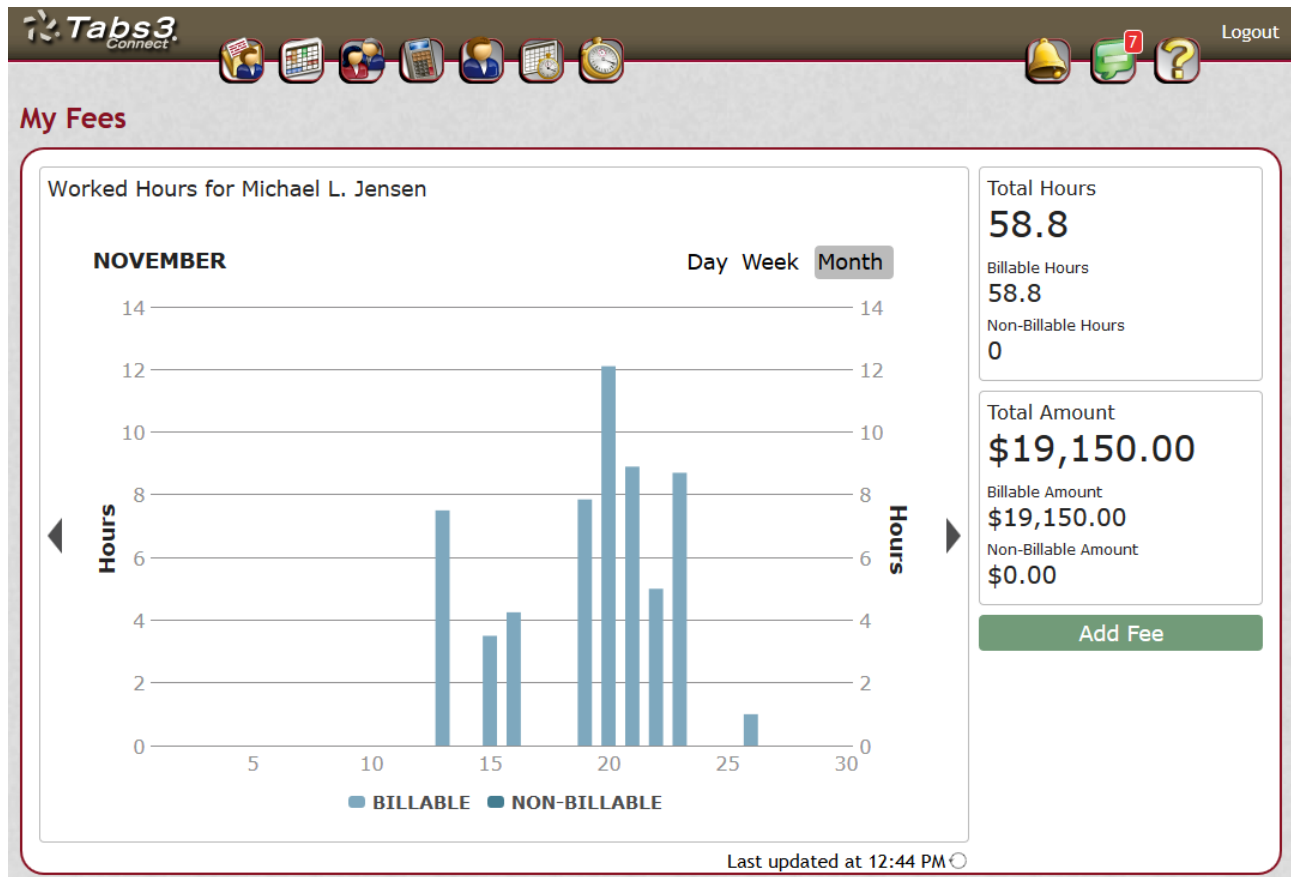 Tabs3
Connect
7
Logout
My Fees
Worked Hours for Michael L. Jensen
NOVEMBER
Day Week Month
14 14
12 12
10 10
8 8
6 6
4 4
2 2
0 0
Hours
Hours
5 10 15 20 25 30
BILLABLE NON-BILLABLE
Last updated at 12:44 PM
Total Hours
58.8
Billable Hours
58.8
Non-Billable Hours
0
Total Amount
$19,150.00
Billable Amount
$19,150.00
Non-Billable Amount
$0.00
Add Fee